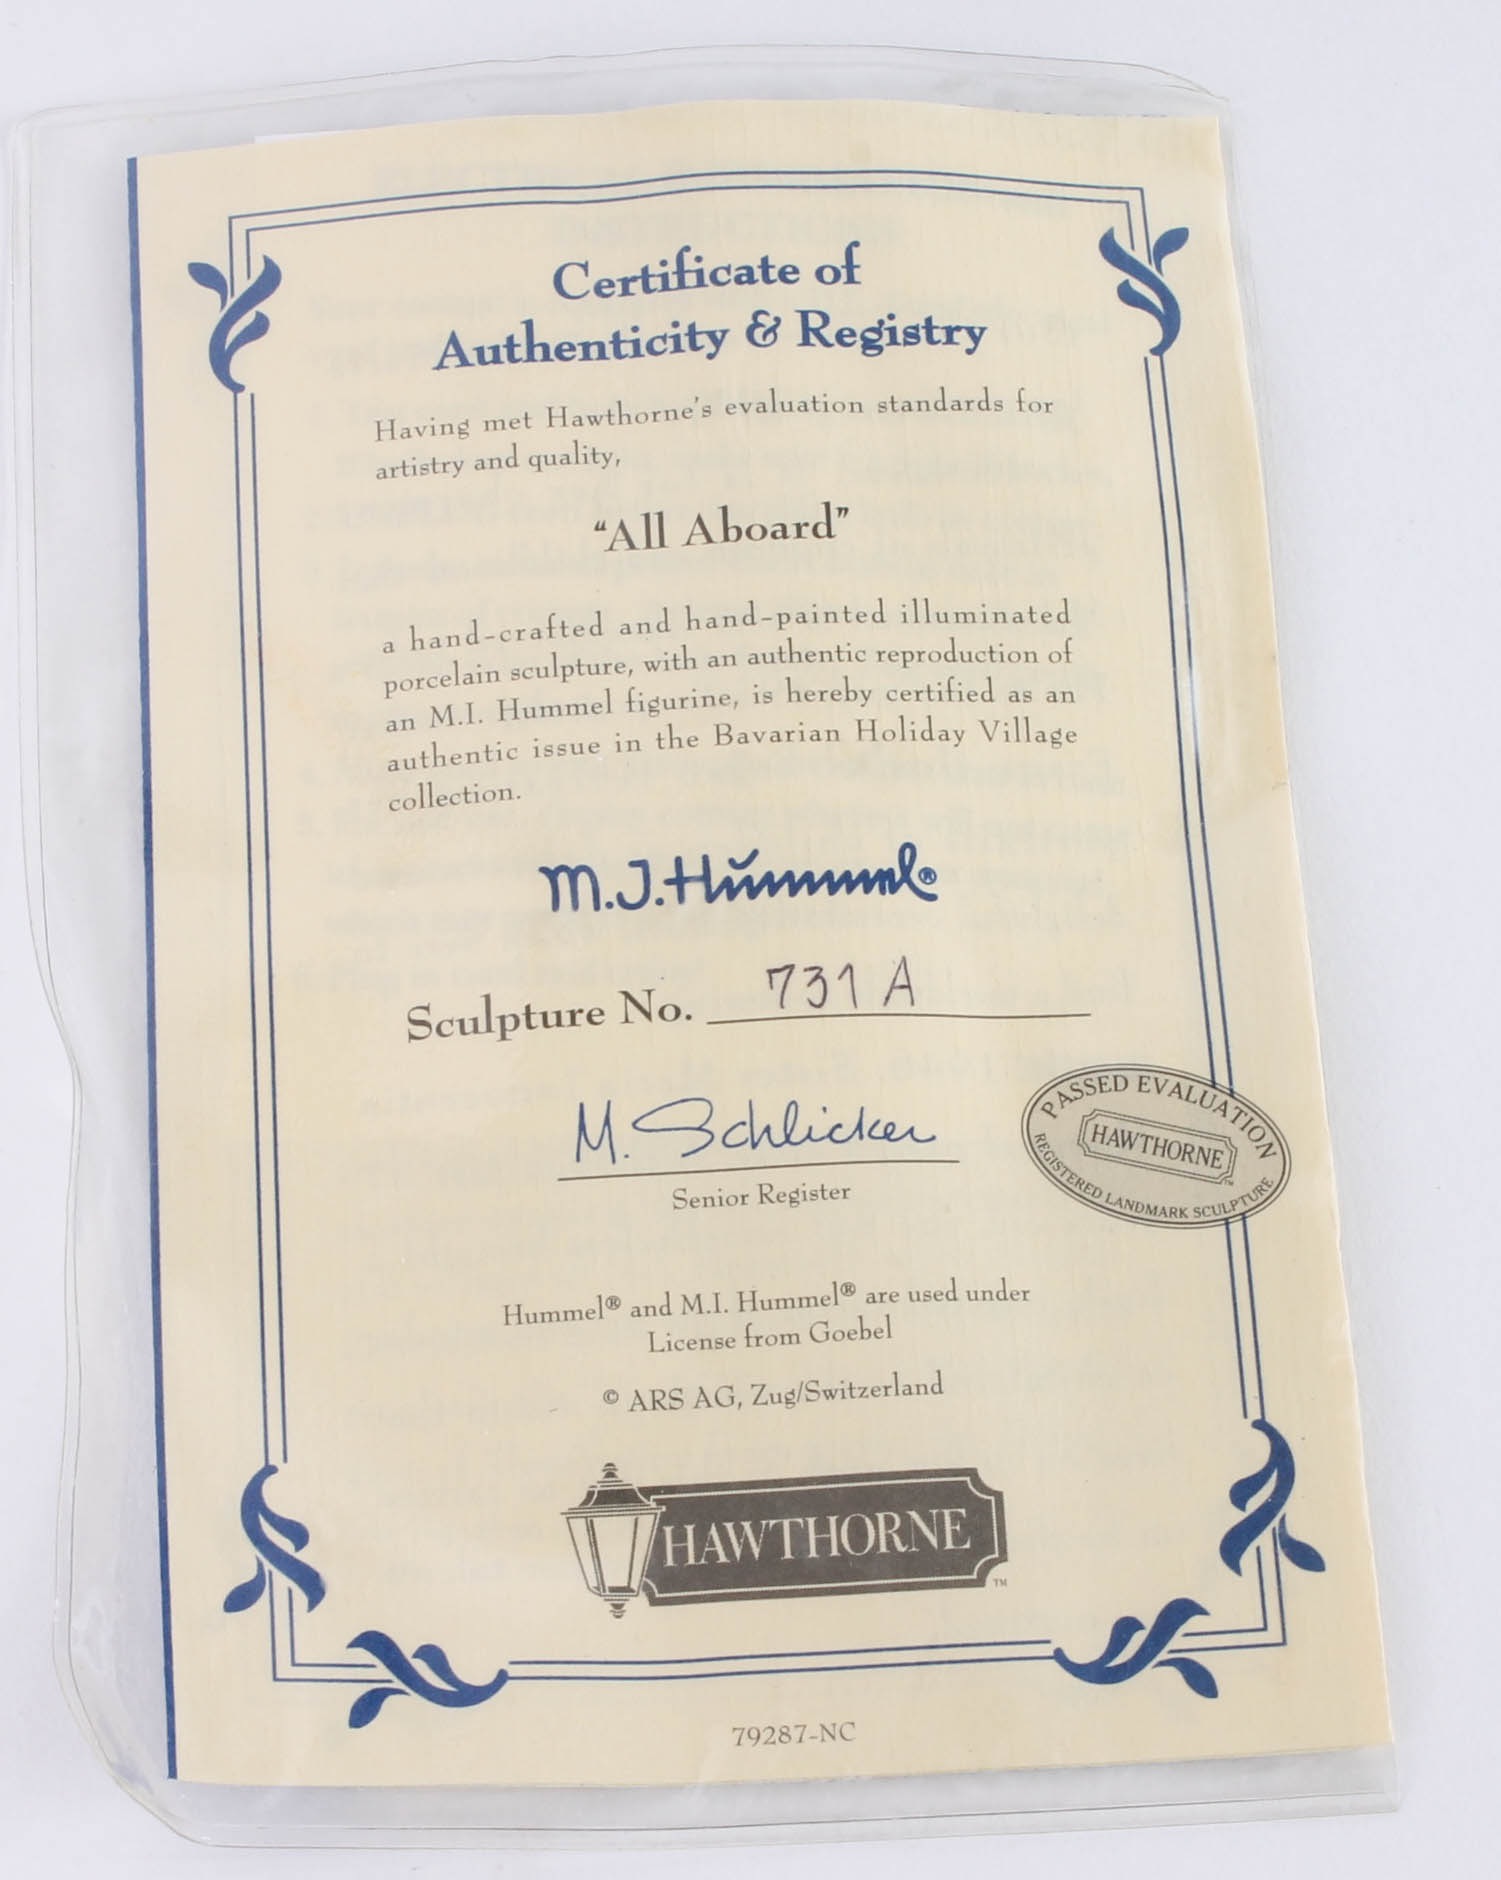 Certificate of
Authenticity & Registry
Having met Hawthorne's evaluation standards for
artistry and quality,
"All Aboard"
a hand-crafted and hand-painted illuminated
porcelain sculpture, with an authentic reproduction of
an M.I. Hummel figurine, is hereby certified as an
authentic issue in the Bavarian Holiday Village
collection.
M.J.Hummel®
Sculpture No. 731 A
M. Schlicker
Senior Register
PASSED EVALUATION
HAWTHORNE™
REGISTERED LANDMARK SCULPTURE
Hummel® and M.I. Hummel® are used under
License from Goebel
© ARS AG, Zug/Switzerland
HAWTHORNE™
79287-NC